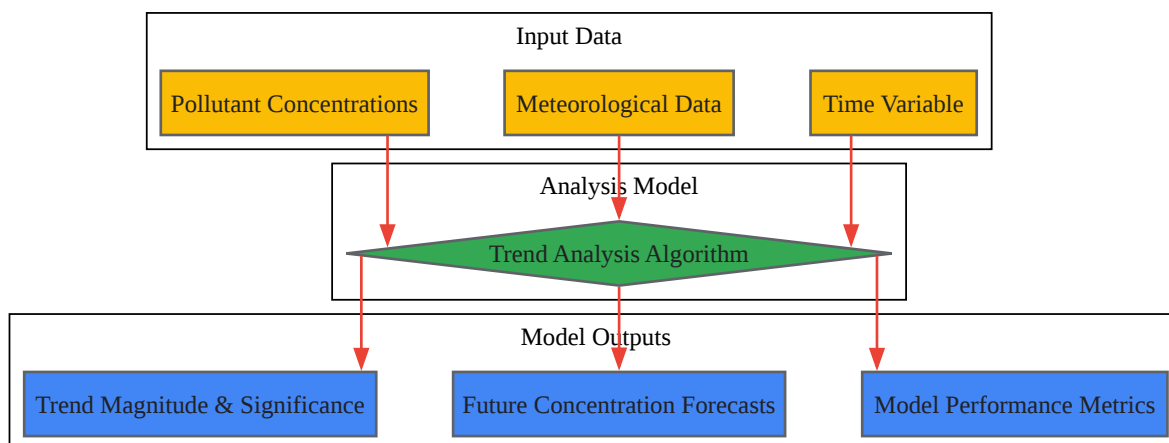 Input Data
Pollutant Concentrations
Meteorological Data
Time Variable
Analysis Model
Trend Analysis Algorithm
Model Outputs
Trend Magnitude & Significance
Future Concentration Forecasts
Model Performance Metrics